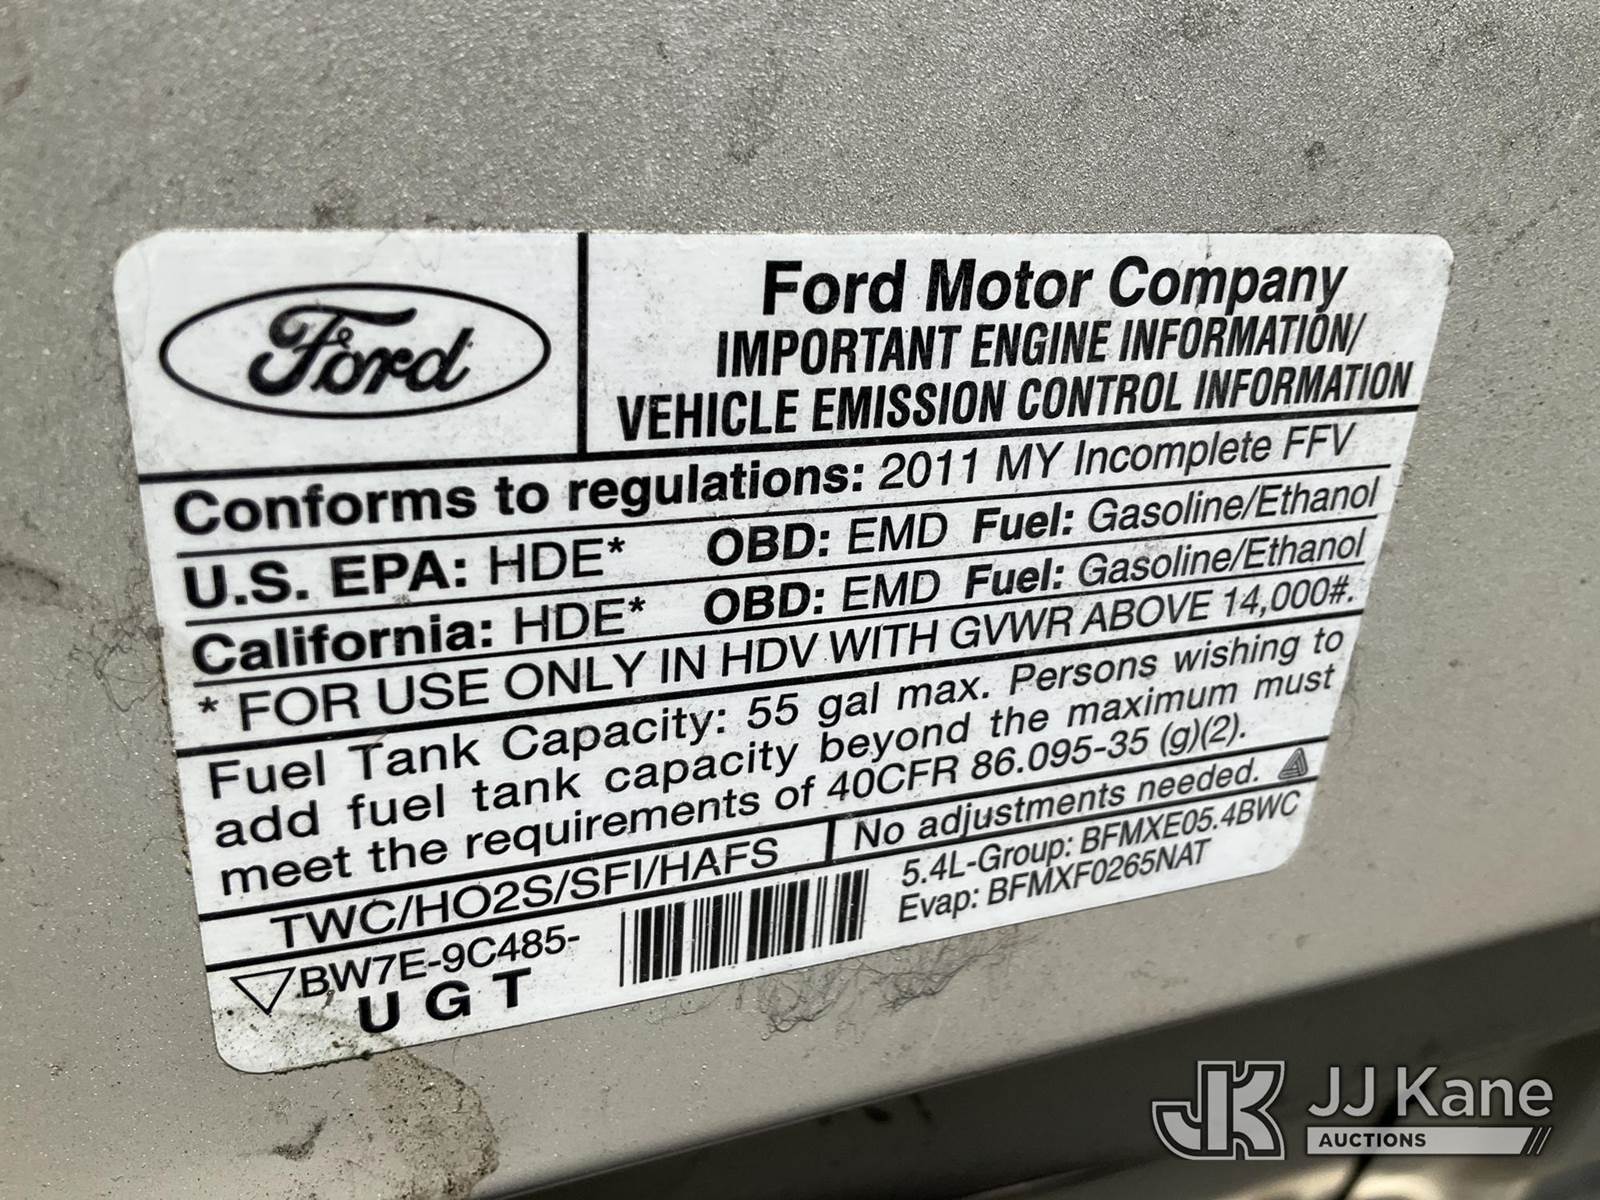 Ford
Ford Motor Company
IMPORTANT ENGINE INFORMATION/
VEHICLE EMISSION CONTROL INFORMATION
Conforms to regulations: 2011 MY Incomplete FFV
U.S. EPA: HDE* OBD: EMD Fuel: Gasoline/Ethanol
California: HDE* OBD: EMD Fuel: Gasoline/Ethanol
* FOR USE ONLY IN HDV WITH GVWR ABOVE 14,000#.
Fuel Tank Capacity: 55 gal max. Persons wishing to
add fuel tank capacity beyond the maximum must
meet the requirements of 40CFR 86.095-35 (g)(2).
TWC/HO2S/SFI/HAFS
No adjustments needed.
BW7E-9C485-
U G T
5.4L-Group: BFMXE05.4BWC
Evap: BFMXF0265NAT
JK JJ Kane
AUCTIONS